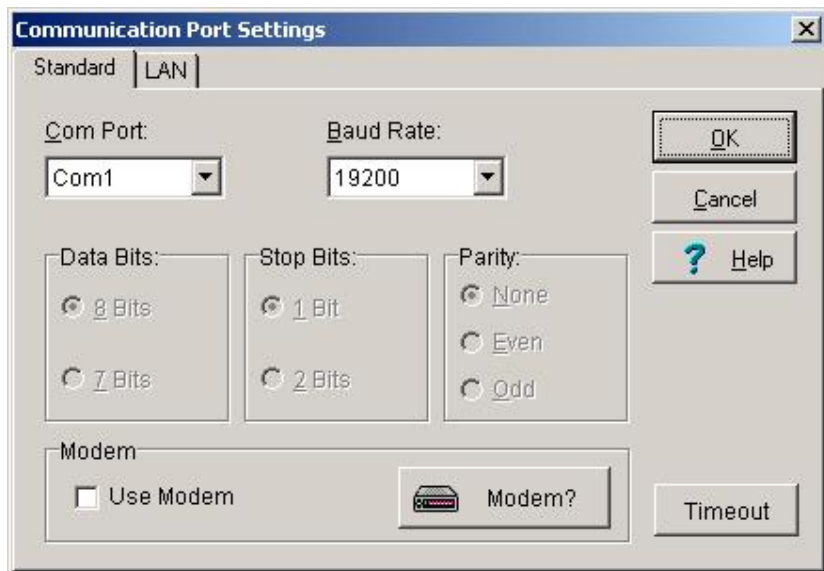 Communication Port Settings
Standard LAN
Com Port: Baud Rate:
Com1 19200
OK
Cancel
Help
Data Bits: Stop Bits: Parity:
8 Bits 1 Bit None
Even
7 Bits 2 Bits Odd
Modem
Use Modem Modem? Timeout